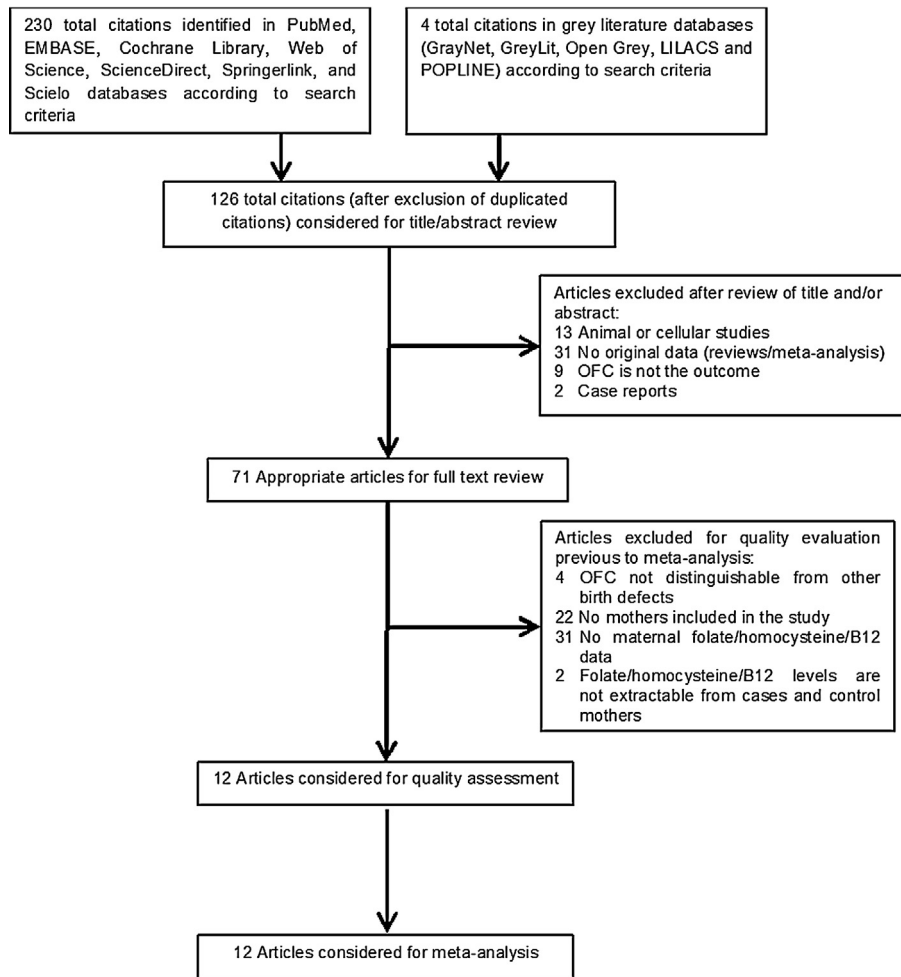 230 total citations identified in PubMed,
EMBASE, Cochrane Library, Web of
Science, ScienceDirect, Springerlink, and
Scielo databases according to search
criteria
4 total citations in grey literature databases
(GrayNet, GreyLit, Open Grey, LILACS and
POPLINE) according to search criteria
126 total citations (after exclusion of duplicated
citations) considered for title/abstract review
Articles excluded after review of title and/or
abstract:
13 Animal or cellular studies
31 No original data (reviews/meta-analysis)
9 OFC is not the outcome
2 Case reports
71 Appropriate articles for full text review
Articles excluded for quality evaluation
previous to meta-analysis:
4 OFC not distinguishable from other
birth defects
22 No mothers included in the study
31 No maternal folate/homocysteine/B12
data
2 Folate/homocysteine/B12 levels are
not extractable from cases and control
mothers
12 Articles considered for quality assessment
12 Articles considered for meta-analysis